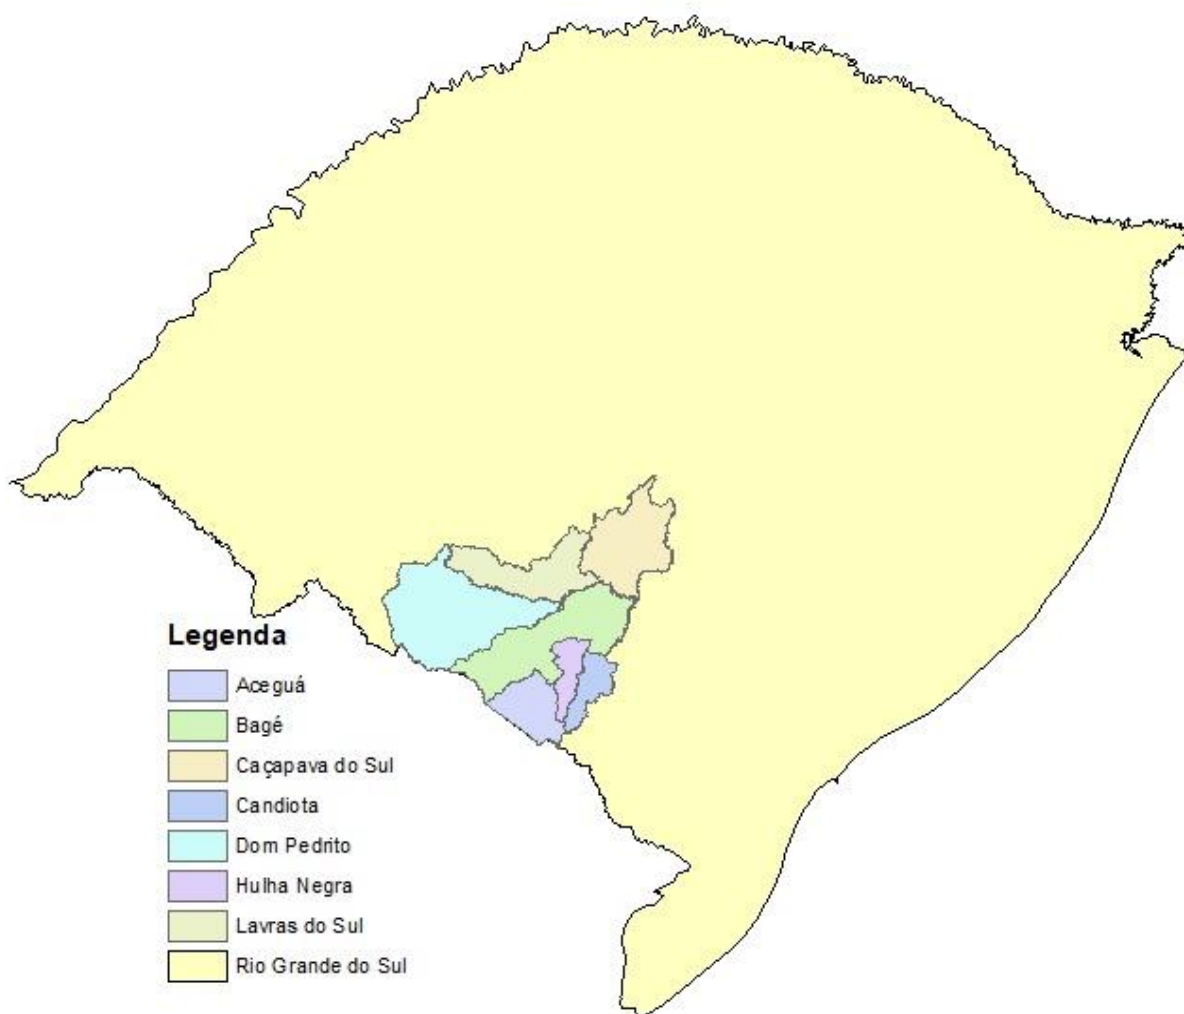 Legenda
Aceguá
Bagé
Caçapava do Sul
Candiota
Dom Pedrito
Hulha Negra
Lavras do Sul
Rio Grande do Sul